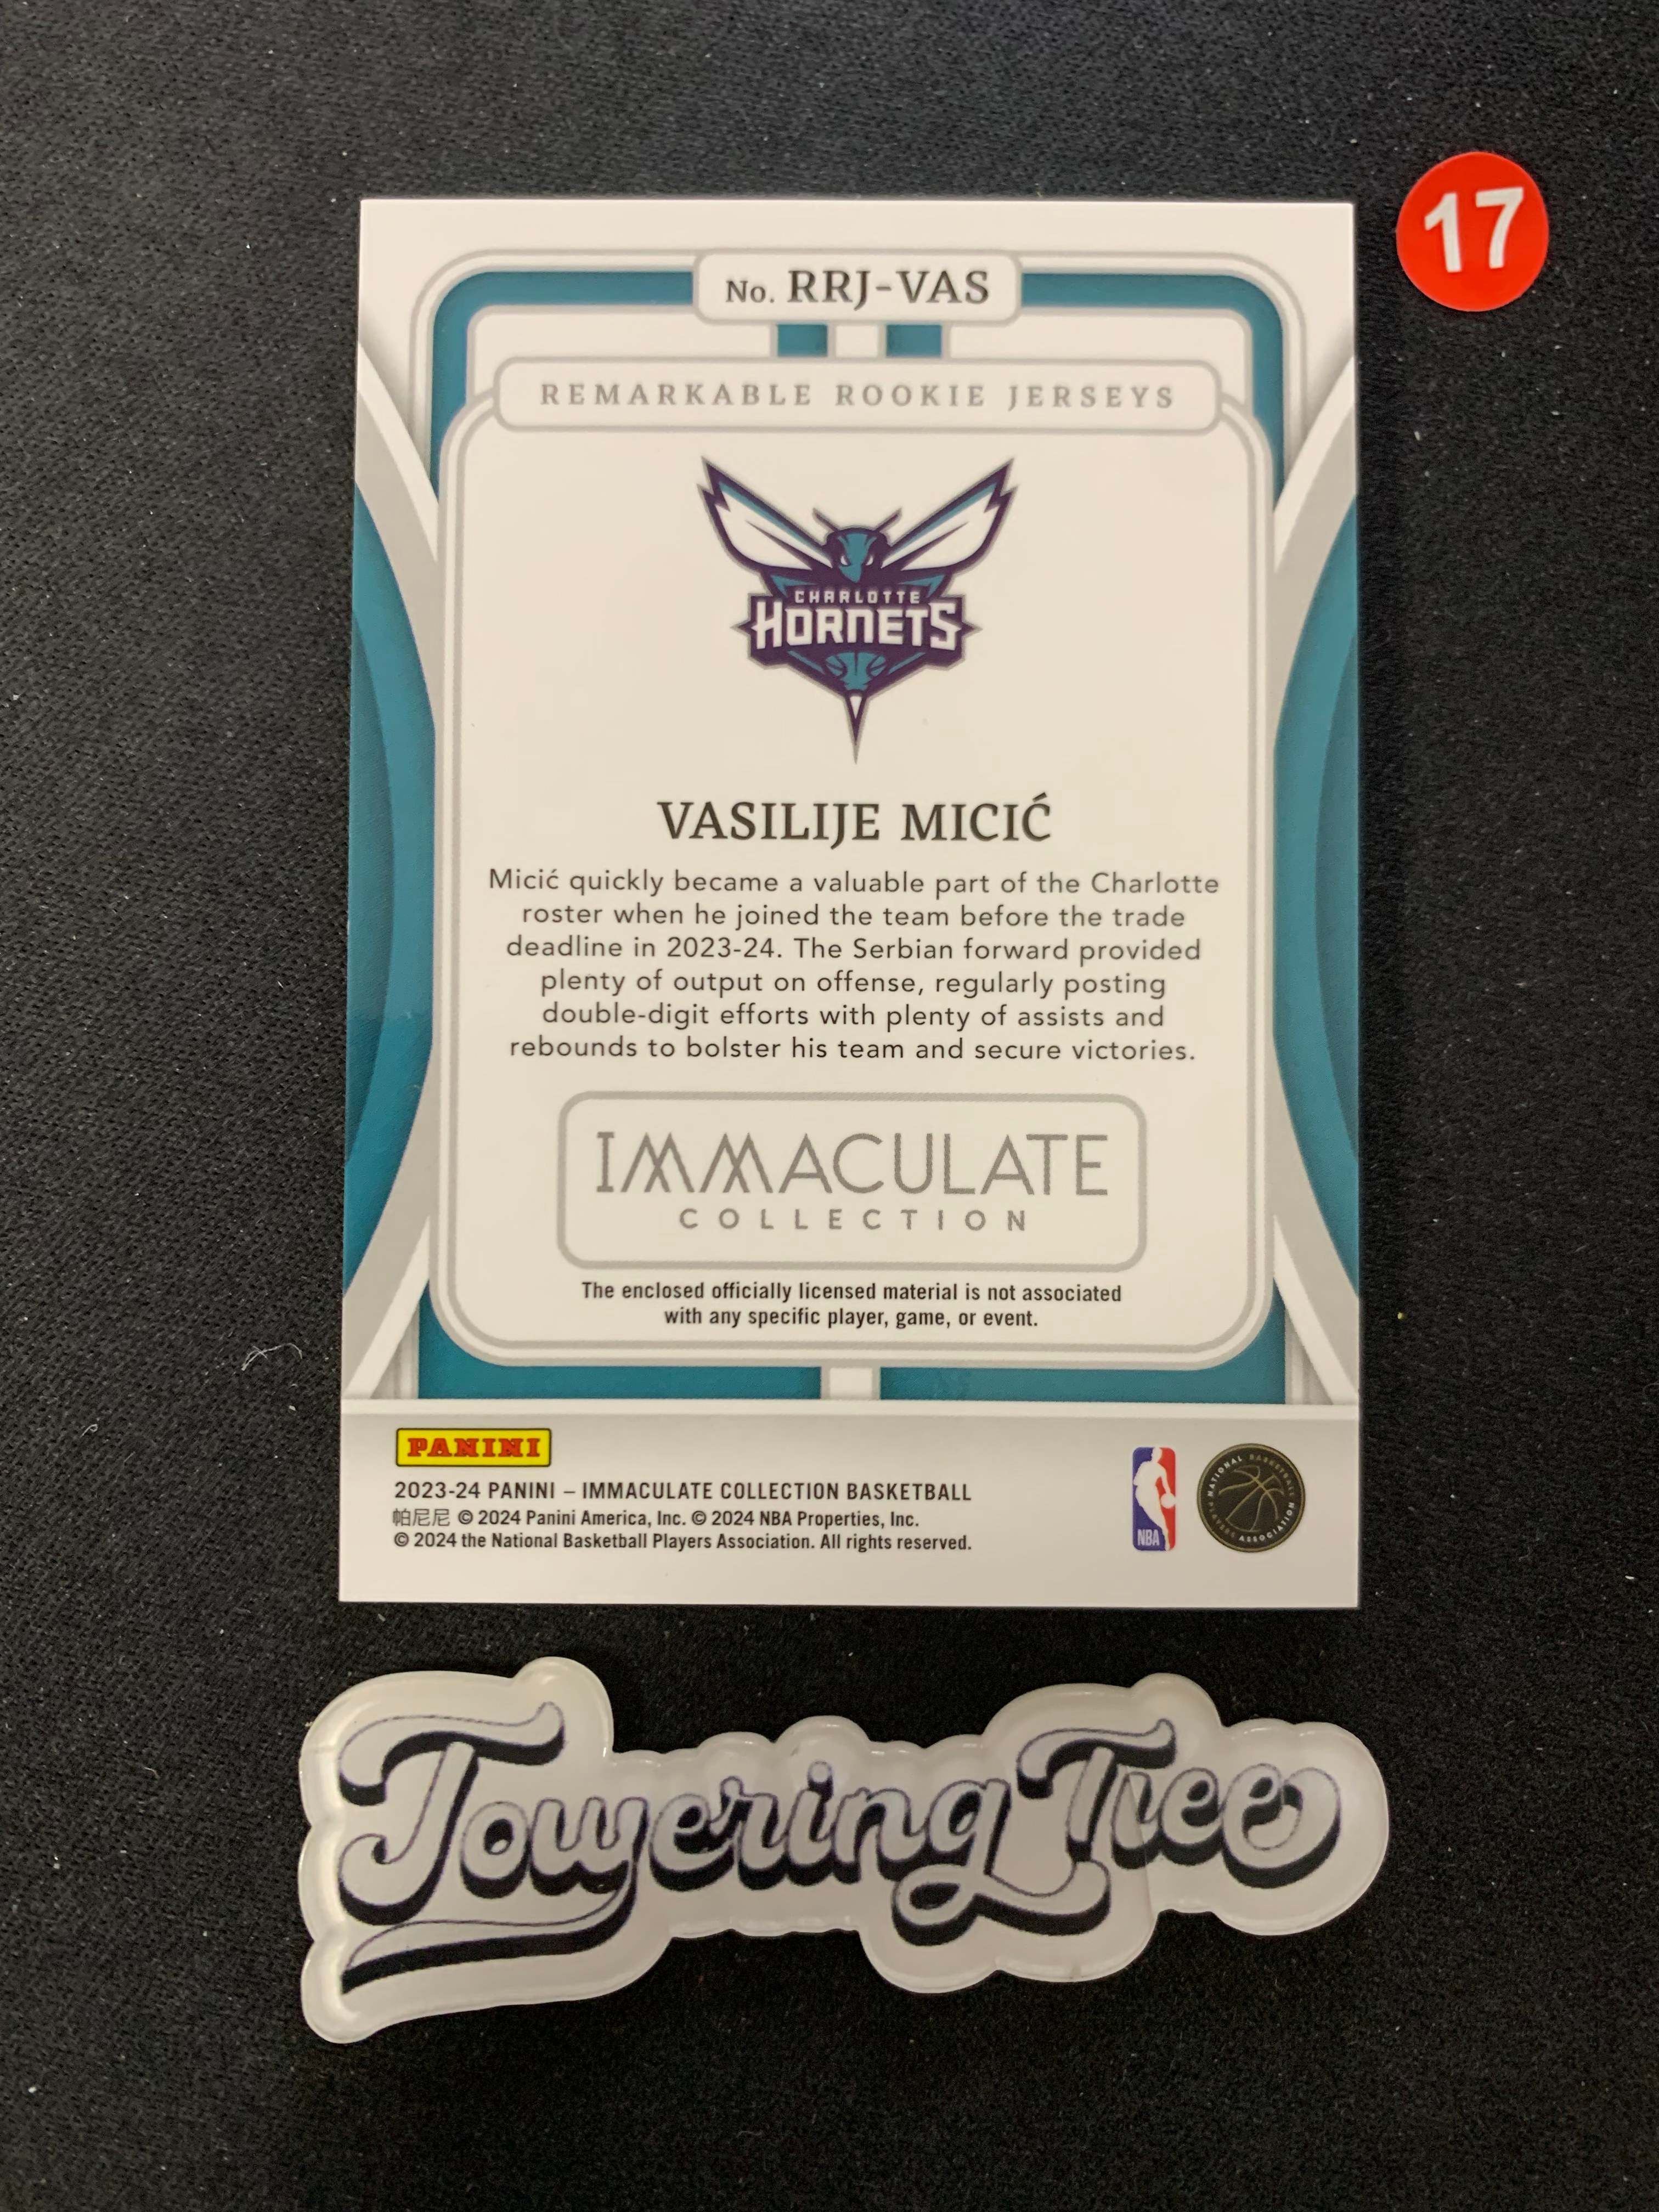 17
No. RRJ-VAS
REMARKABLE ROOKIE JERSEYS
CHARLOTTE
HORNETS
VASILIJE MICIĆ
Micić quickly became a valuable part of the Charlotte
roster when he joined the team before the trade
deadline in 2023-24. The Serbian forward provided
plenty of output on offense, regularly posting
double-digit efforts with plenty of assists and
rebounds to bolster his team and secure victories.
IMMACULATE
COLLECTION
The enclosed officially licensed material is not associated
with any specific player, game, or event.
PANINI
2023-24 PANINI – IMMACULATE COLLECTION BASKETBALL
帕尼尼 © 2024 Panini America, Inc. © 2024 NBA Properties, Inc.
© 2024 the National Basketball Players Association. All rights reserved.
NBA
NATIONAL BASKETBALL PLAYERS ASSOCIATION
ToweringTree